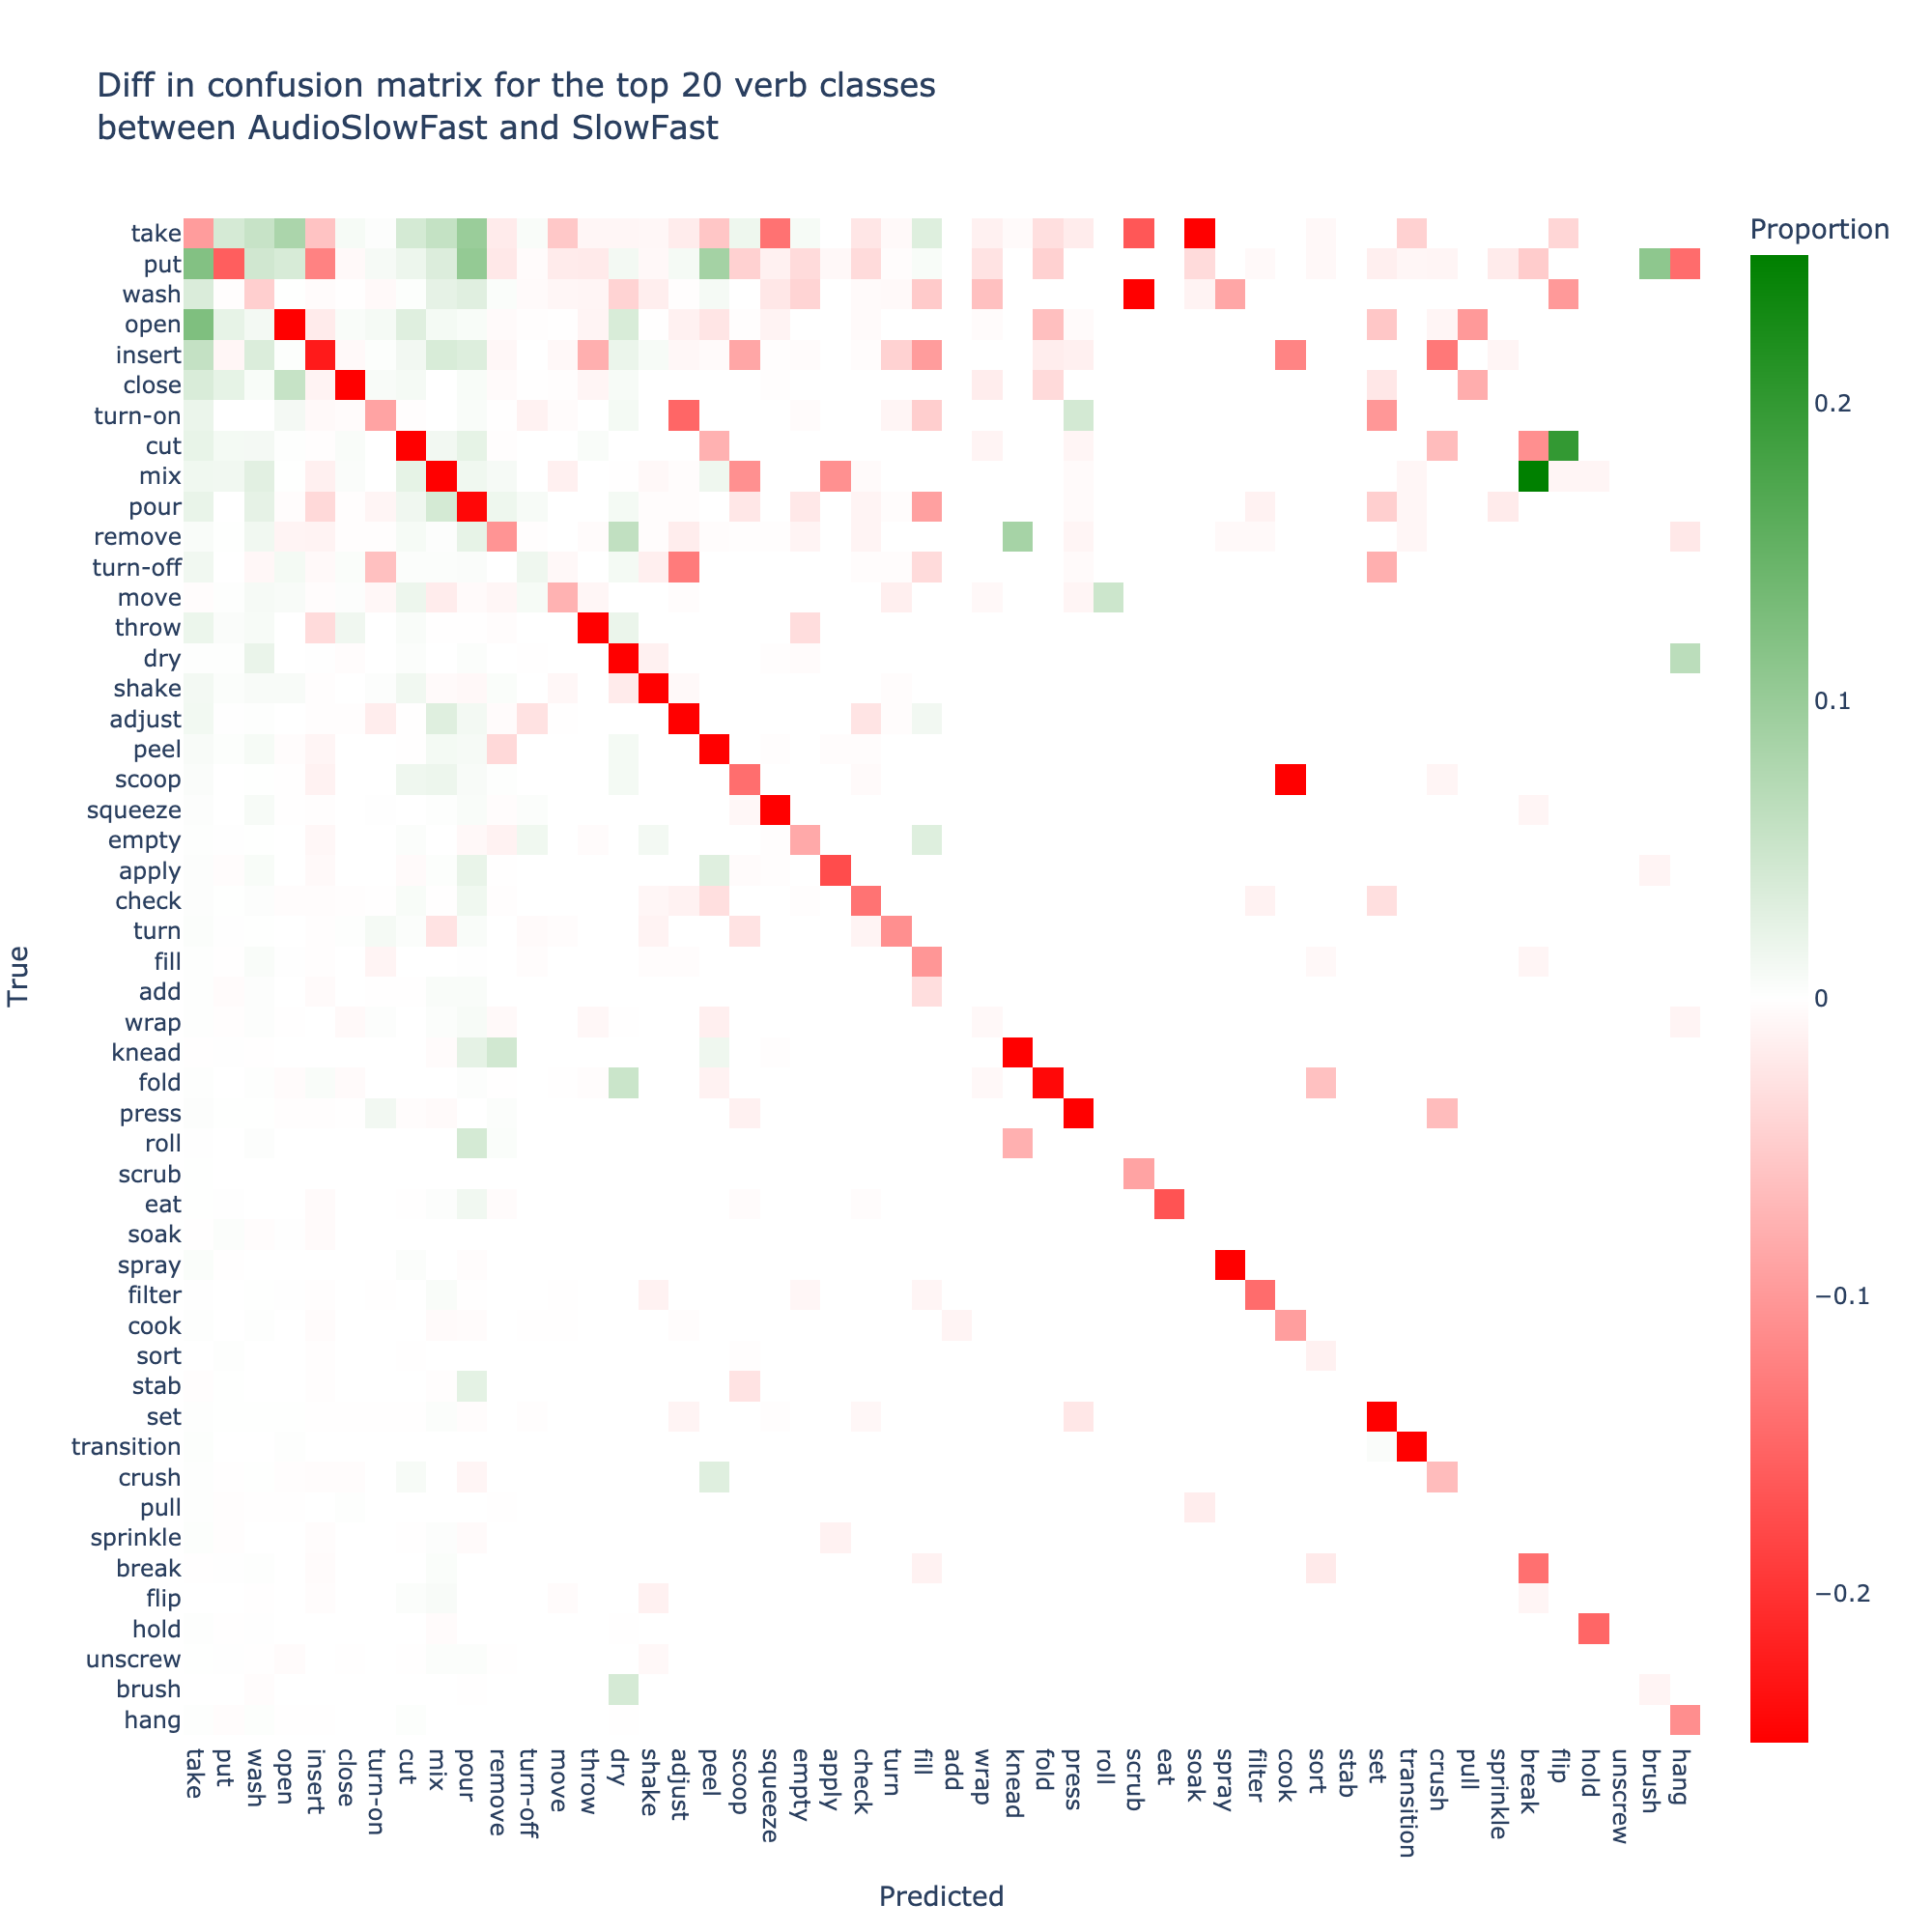 Diff in confusion matrix for the top 20 verb classes
between AudioSlowFast and SlowFast
Proportion
take
put
wash
open
insert
close
turn-on
cut
mix
pour
remove
turn-off
move
throw
dry
shake
adjust
peel
scoop
squeeze
empty
apply
check
turn
fill
add
wrap
knead
fold
press
roll
scrub
eat
soak
spray
filter
cook
sort
stab
set
transition
crush
pull
sprinkle
break
flip
hold
unscrew
brush
hang
True
0.2
0.1
0
−0.1
−0.2
take
put
wash
open
insert
close
turn-on
cut
mix
pour
remove
turn-off
move
throw
dry
shake
adjust
peel
scoop
squeeze
empty
apply
check
turn
fill
add
wrap
knead
fold
press
roll
scrub
eat
soak
spray
filter
cook
sort
stab
set
transition
crush
pull
sprinkle
break
flip
hold
unscrew
brush
hang
Predicted